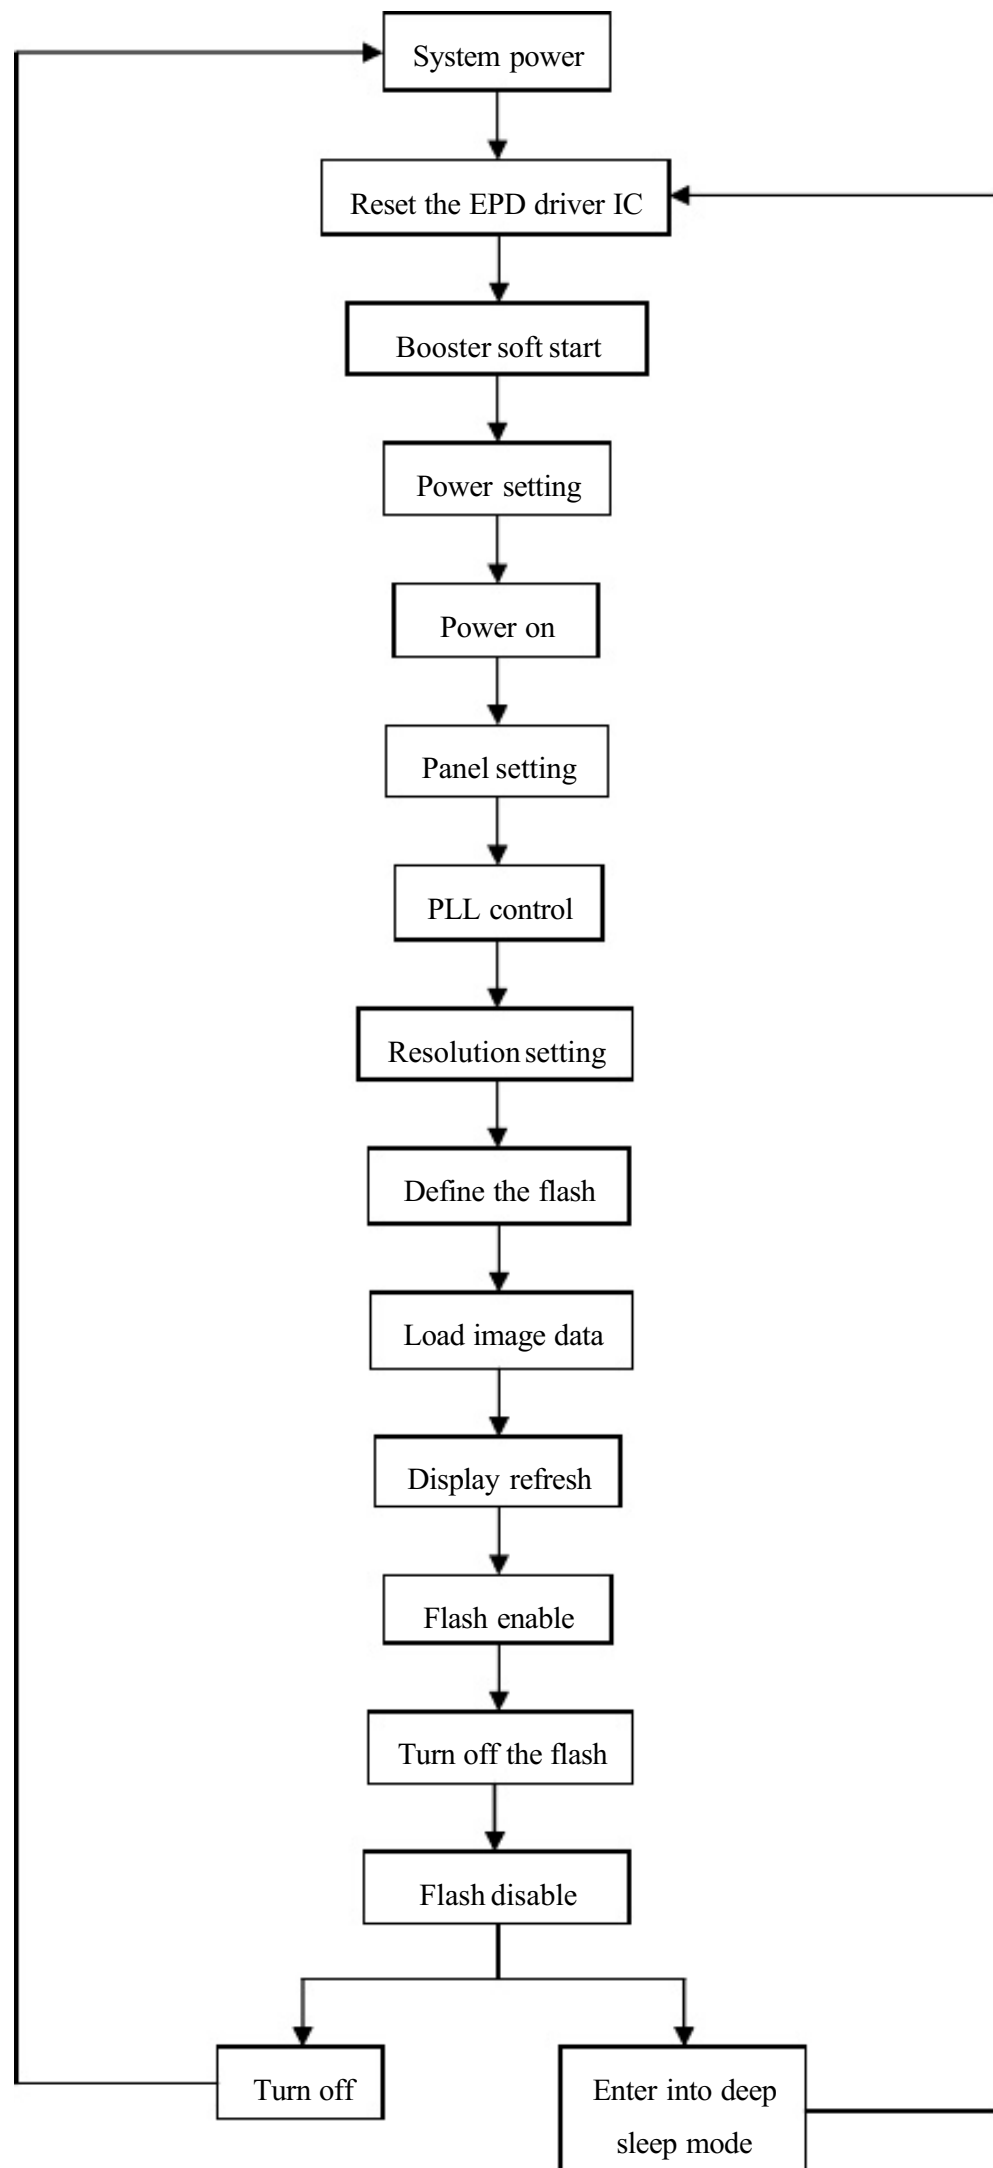 System power
Reset the EPD driver IC
Booster soft start
Power setting
Power on
Panel setting
PLL control
Resolution setting
Define the flash
Load image data
Display refresh
Flash enable
Turn off the flash
Flash disable
Turn off
Enter into deep
sleep mode